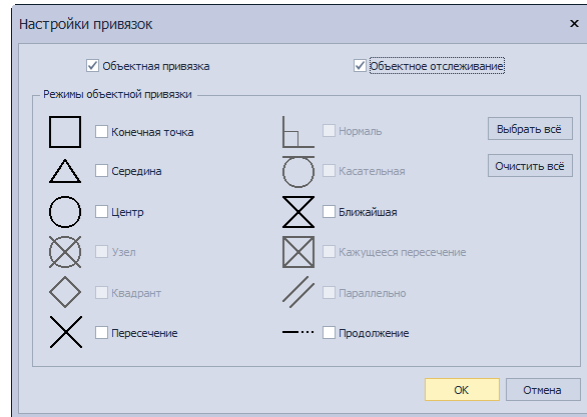 Настройки привязок
Объектная привязка
Объектное отслеживание
Режимы объектной привязки
Конечная точка
Нормаль
Выбрать всё
Середина
Касательная
Очистить всё
Центр
Ближайшая
Узел
Кажущееся пересечение
Квадрант
Параллельно
Пересечение
Продолжение
OK
Отмена